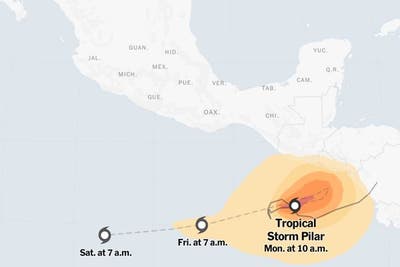 GUAN.
HID.
YUC.
JAL.
MEX.
Q.R.
MICH.
PUE.
VER.
CAM.
TAB.
GUE.
OAX.
CHI.
Tropical
Storm Pilar
Mon. at 10 a.m.
Fri. at 7 a.m.
Sat. at 7 a.m.